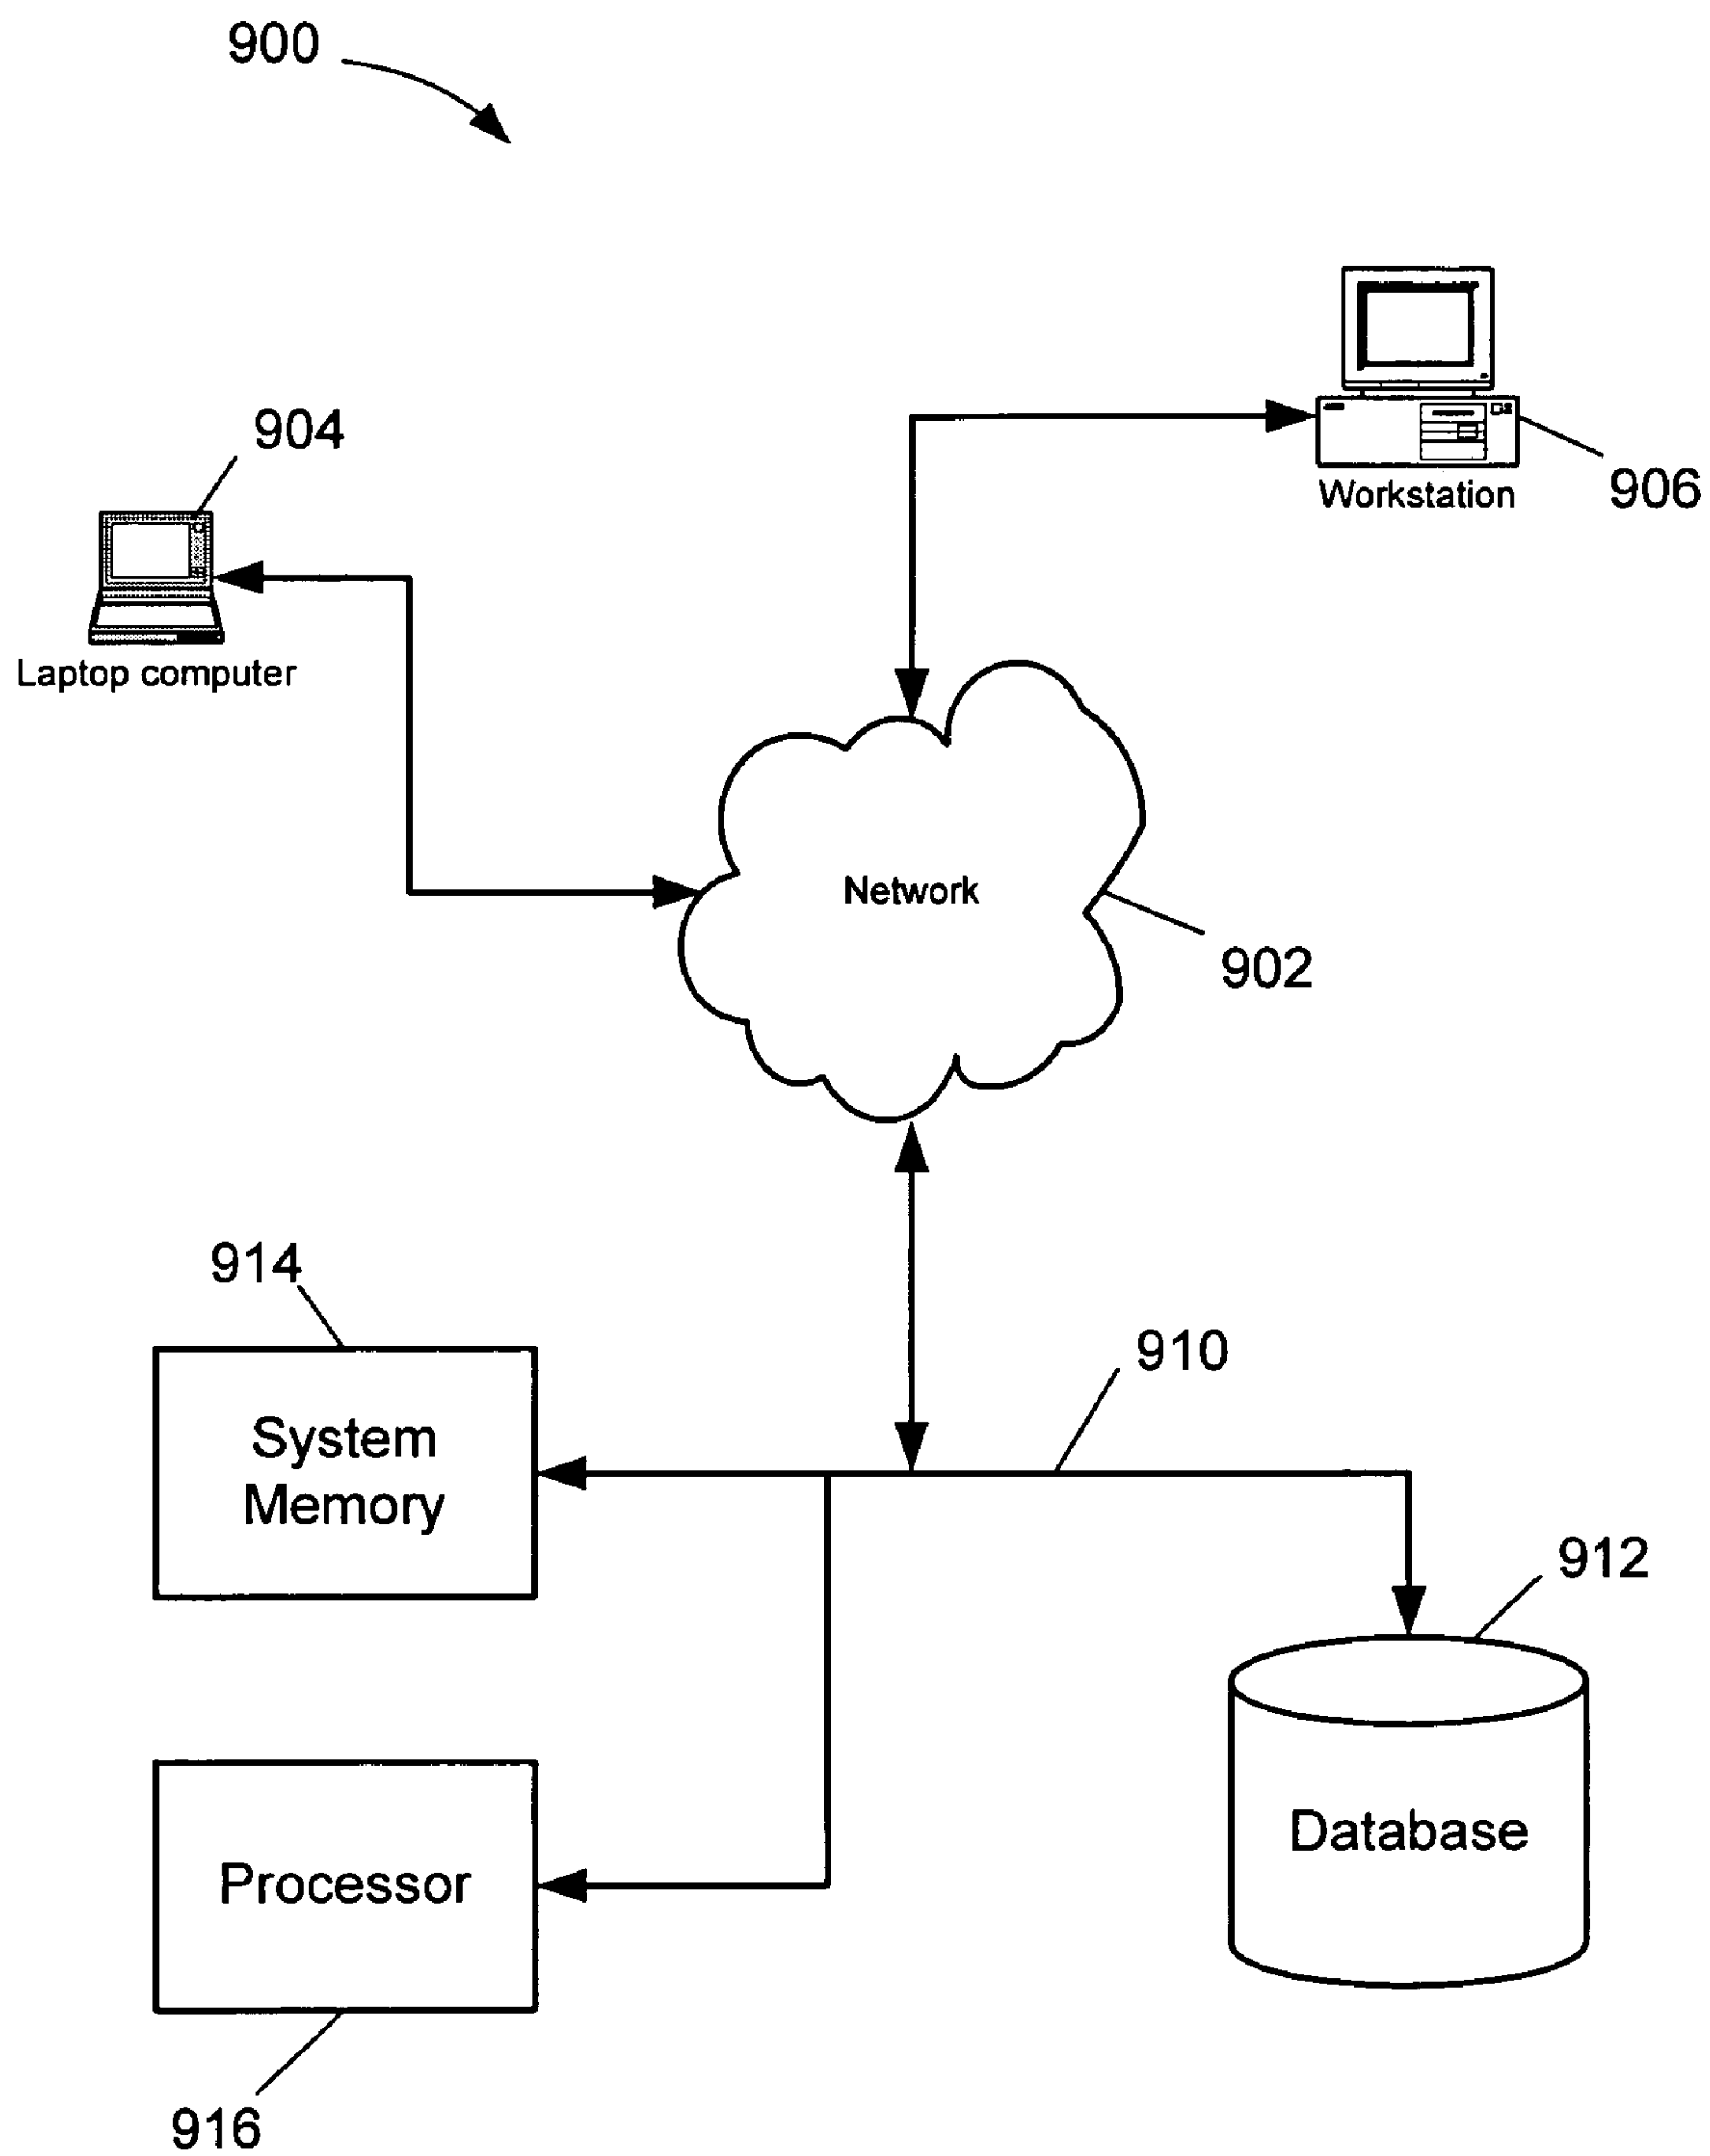 900
904
906
Workstation
Laptop computer
Network
902
914
910
System
Memory
912
Database
Processor
916